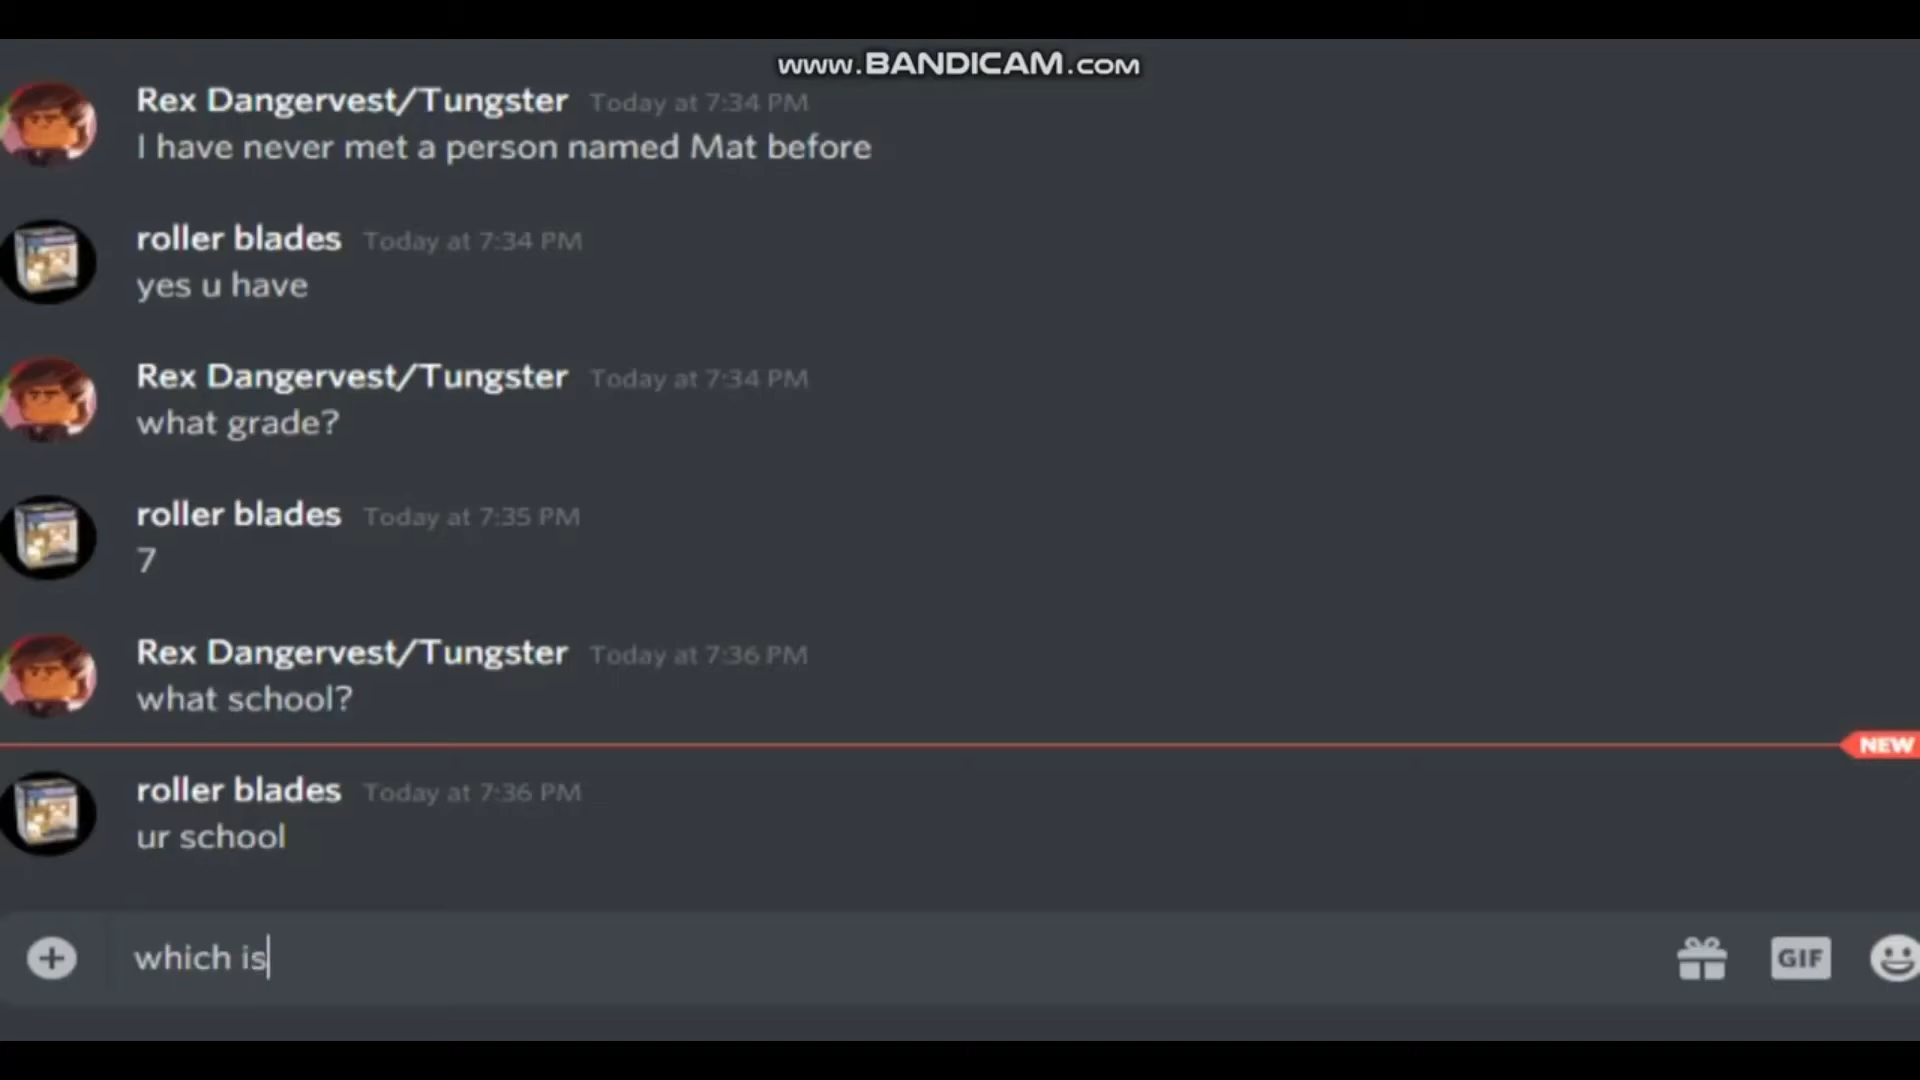 www.BANDICAM.com
Rex Dangervest/Tungster Today at 7:34 PM
I have never met a person named Mat before
roller blades Today at 7:34 PM
yes u have
Rex Dangervest/Tungster Today at 7:34 PM
what grade?
roller blades Today at 7:35 PM
7
Rex Dangervest/Tungster Today at 7:36 PM
what school?
NEW
roller blades Today at 7:36 PM
ur school
which is
GIF